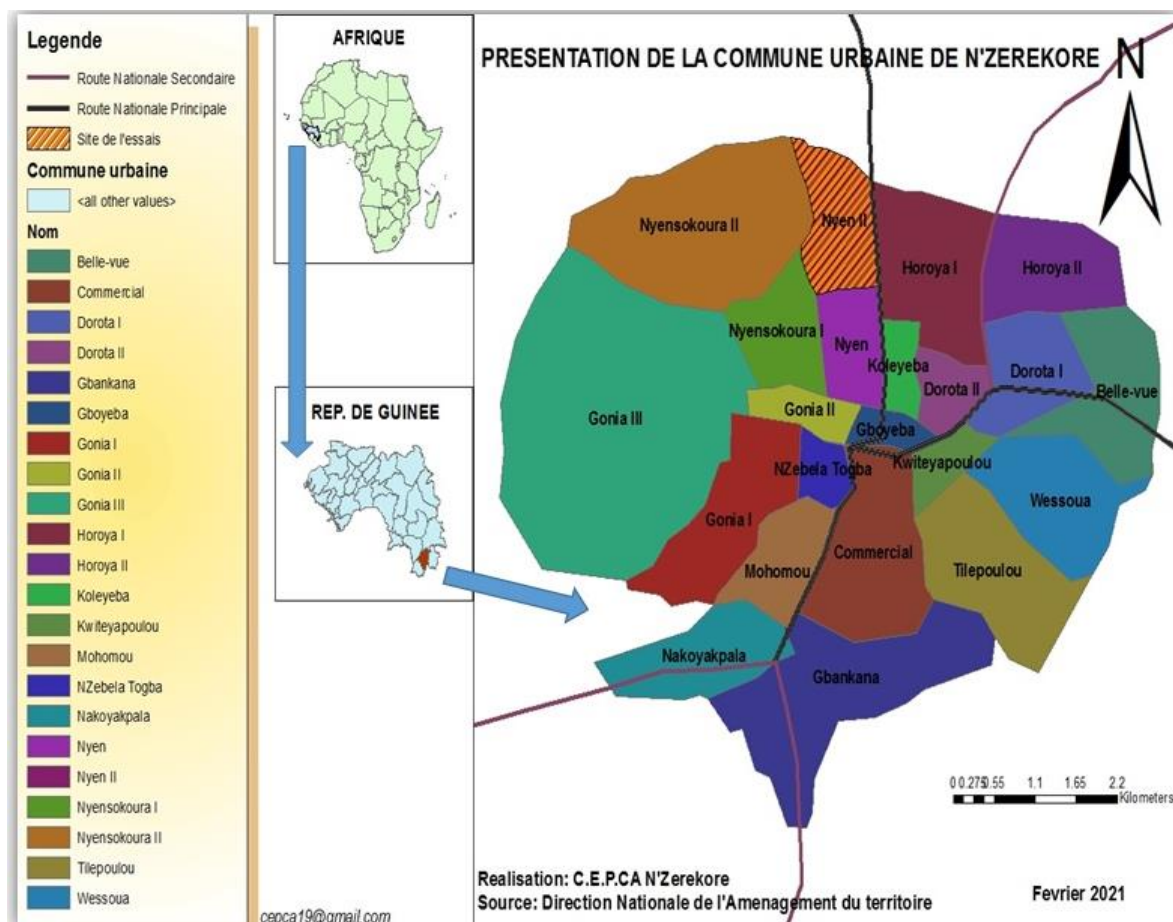 Legende
Route Nationale Secondaire
Route Nationale Principale
Site de l'essais
Commune urbaine
<all other values>
Nom
Belle-vue
Commercial
Dorota I
Dorota II
Gbankana
Gboyeba
Gonia I
Gonia II
Gonia III
Horoya I
Horoya II
Koleyeba
Kwiteyapoulou
Mohomou
NZebela Togba
Nakoyakpala
Nyen
Nyen II
Nyensokoura I
Nyensokoura II
Tilepoulou
Wessoua
AFRIQUE
REP. DE GUINEE
cepca19@gmail.com
PRESENTATION DE LA COMMUNE URBAINE DE N'ZEREKORE
N
Nyensokoura II
Nyen II
Horoya I
Horoya II
Nyensokoura I
Nyen
Koleyeba
Dorota II
Dorota I
Belle-vue
Gonia III
Gonia II
Gboyeba
Kwiteyapoulou
NZebela Togba
Wessoua
Gonia I
Commercial
Mohomou
Tilepoulou
Nakoyakpala
Gbankana
0 0.275 0.55 1.1 1.65 2.2
Kilometers
Realisation: C.E.P.CA N'Zerekore
Source: Direction Nationale de l'Amenagement du territoire
Fevrier 2021